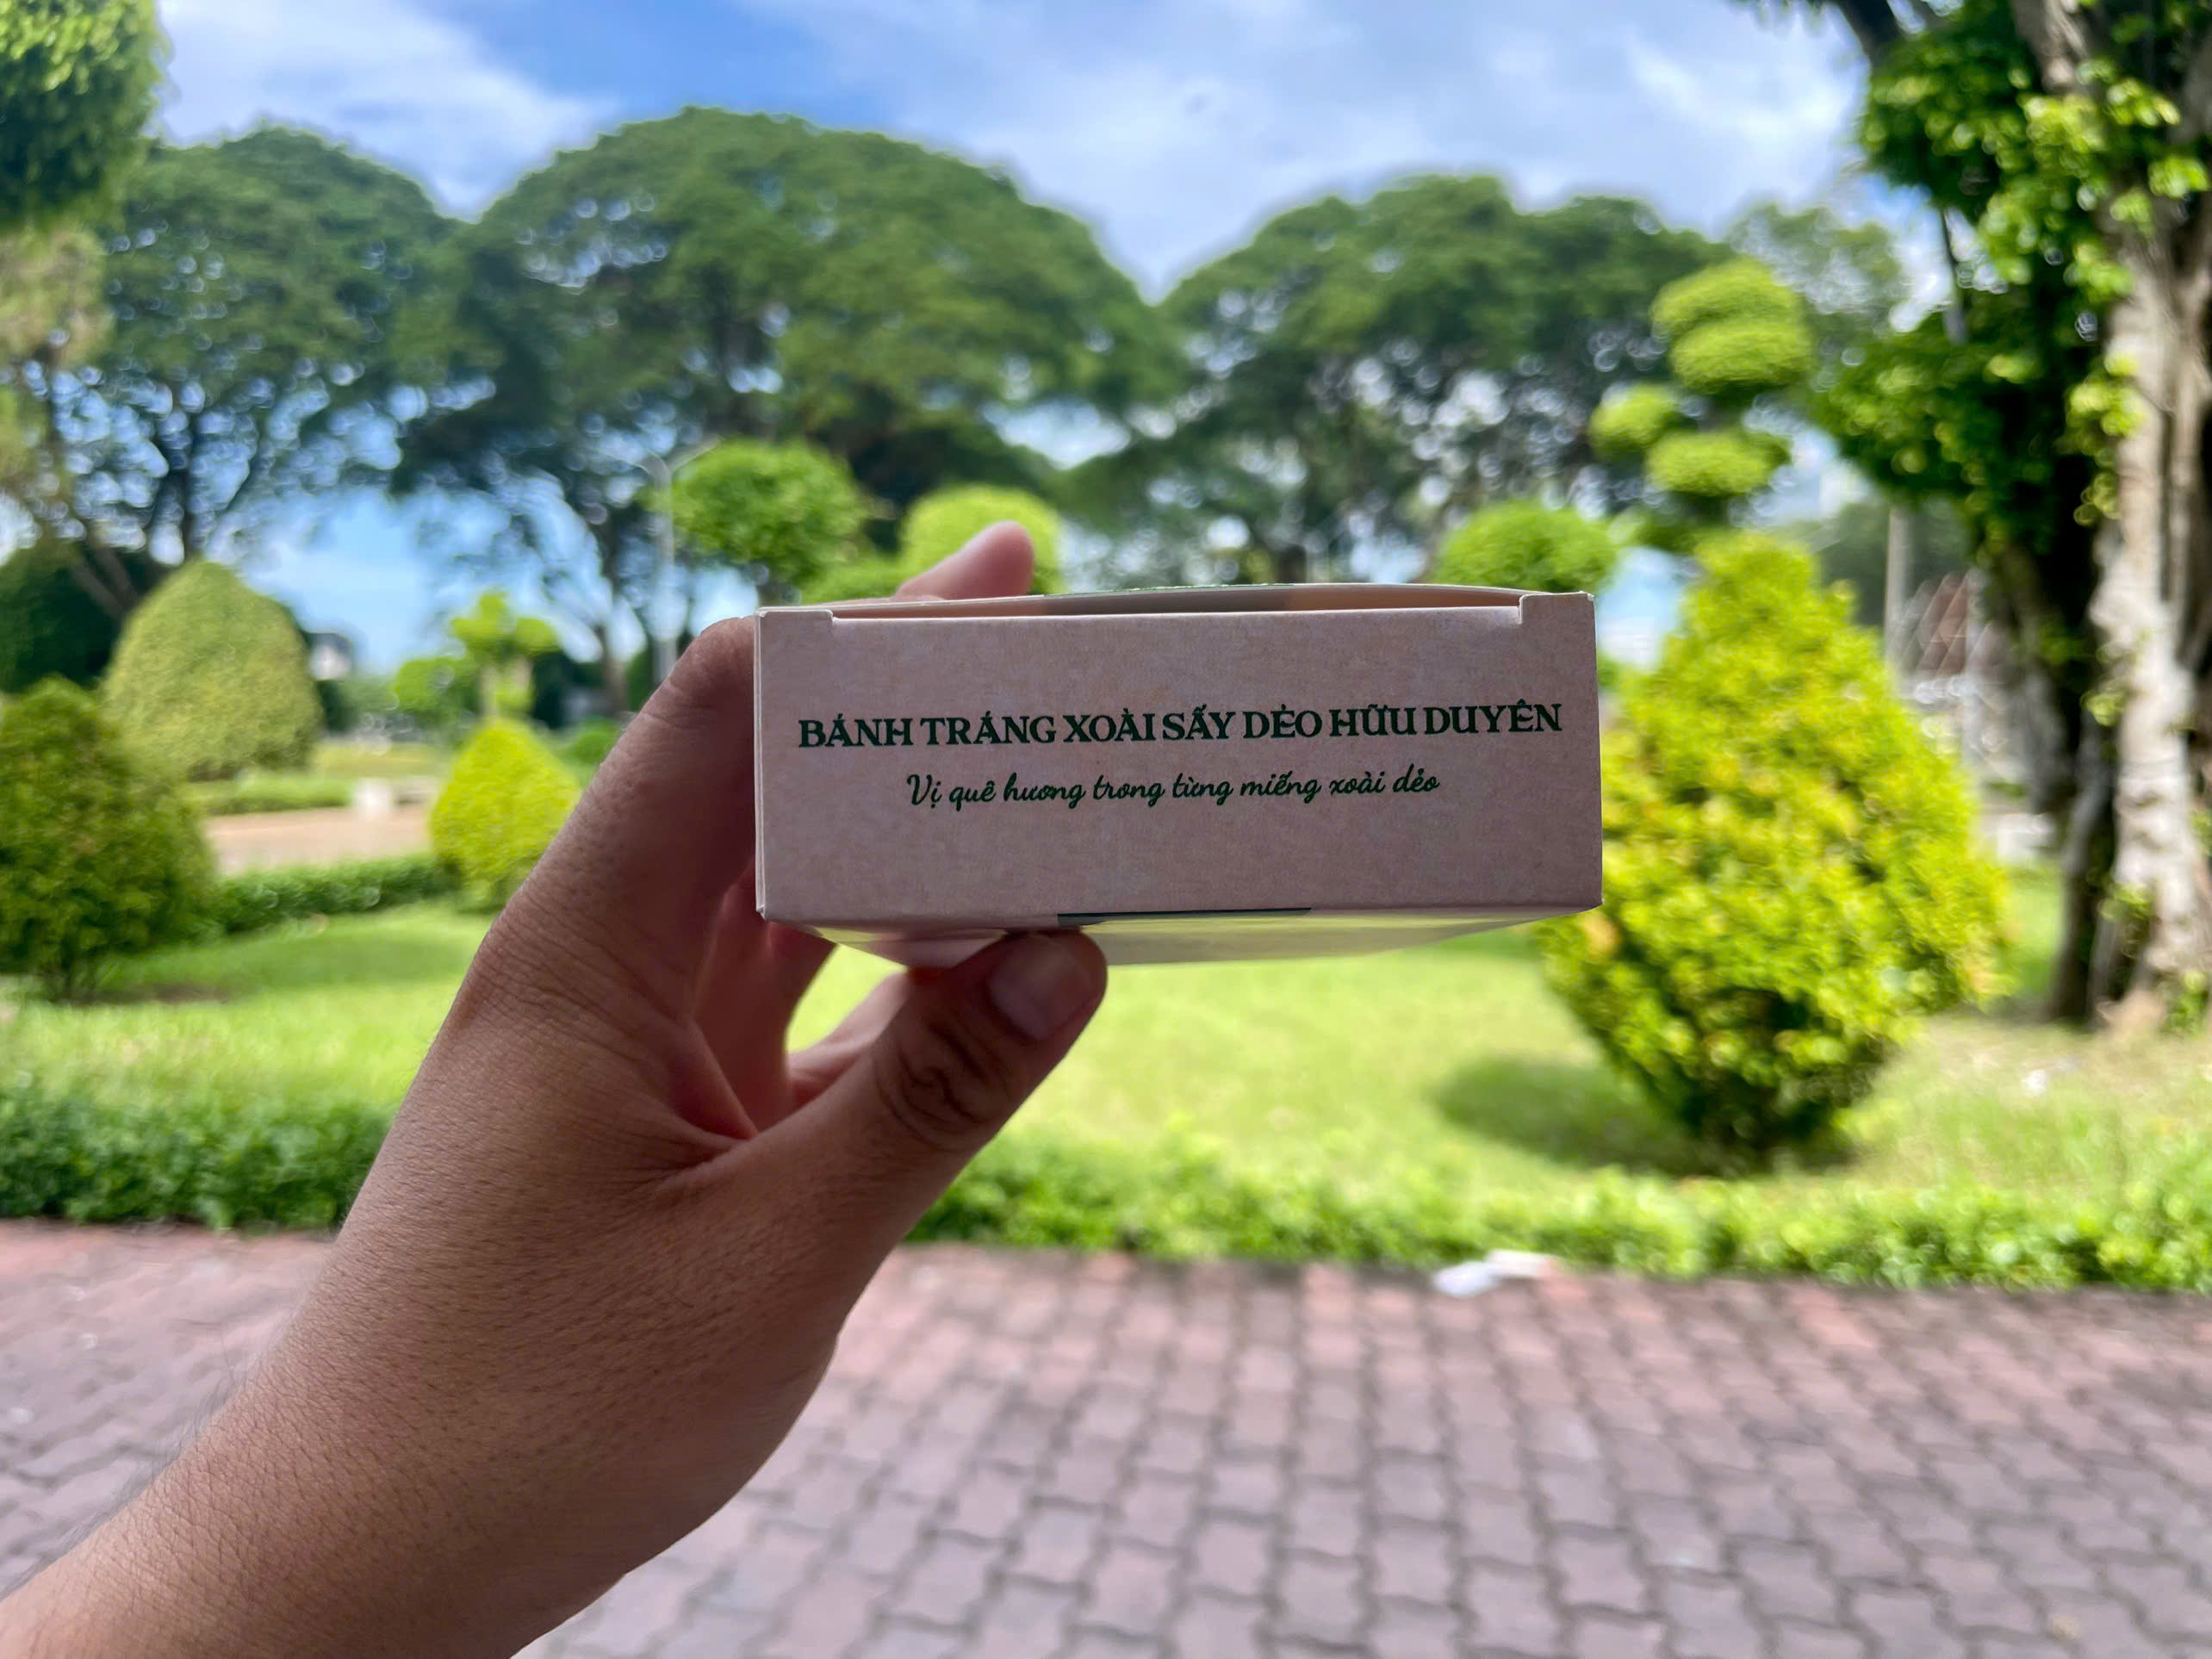 BÁNH TRÁNG XOÀI SẤY DẺO HỮU DUYÊN
Vị quê hương trong từng miếng xoài dẻo